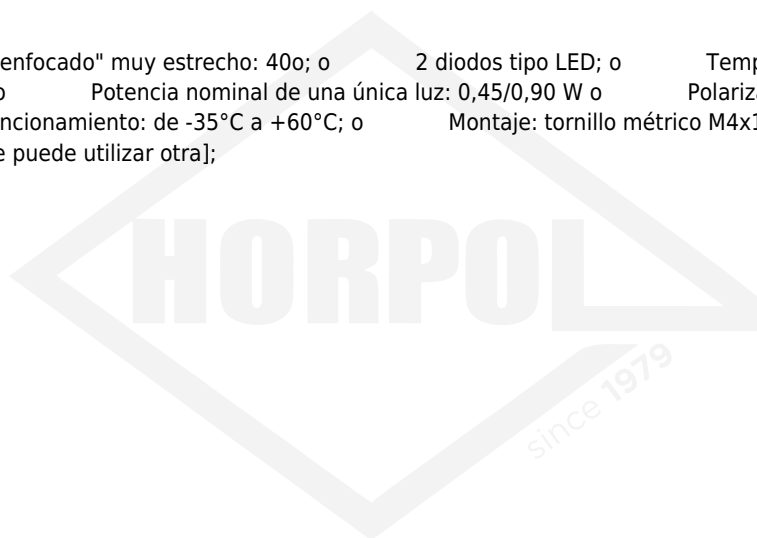 enfocado" muy estrecho: 40o; o 2 diodos tipo LED; o Temp
o Potencia nominal de una única luz: 0,45/0,90 W o Polariza
ncionamiento: de -35°C a +60°C; o Montaje: tornillo métrico M4x1
e puede utilizar otra];
HORPOL
since 1979